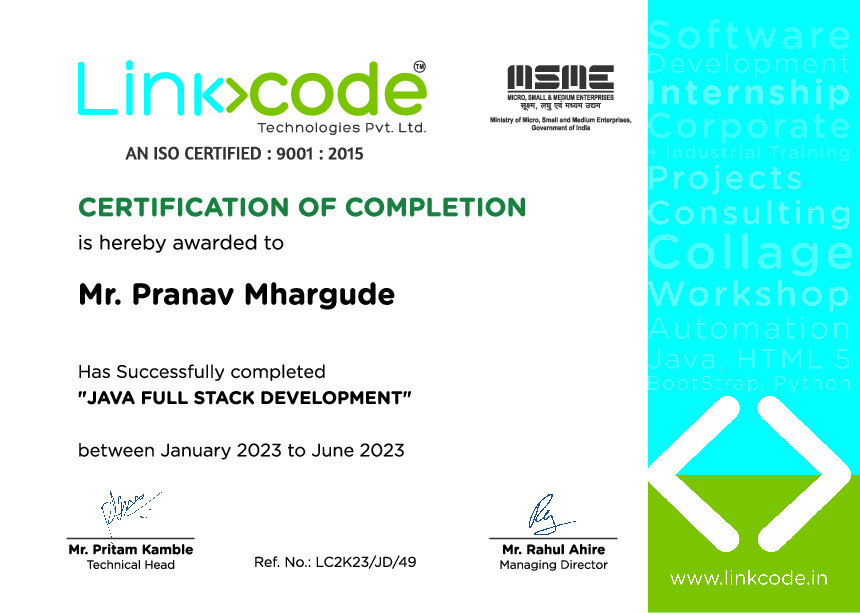 Link>code TM
Technologies Pvt. Ltd.
AN ISO CERTIFIED : 9001 : 2015
MSME
MICRO, SMALL & MEDIUM ENTERPRISES
सूक्ष्म, लघु एवं मध्यम उद्यम
Ministry of Micro, Small and Medium Enterprises,
Government of India
CERTIFICATION OF COMPLETION
is hereby awarded to
Mr. Pranav Mhargude
Has Successfully completed
"JAVA FULL STACK DEVELOPMENT"
between January 2023 to June 2023
Mr. Pritam Kamble
Technical Head
Ref. No.: LC2K23/JD/49
Mr. Rahul Ahire
Managing Director
Software
Development
Internship
Corporate
+ Industrial Training
Projects
Consulting
Collage
Workshop
Automation
Java, HTML 5
BootStrap, Python
www.linkcode.in